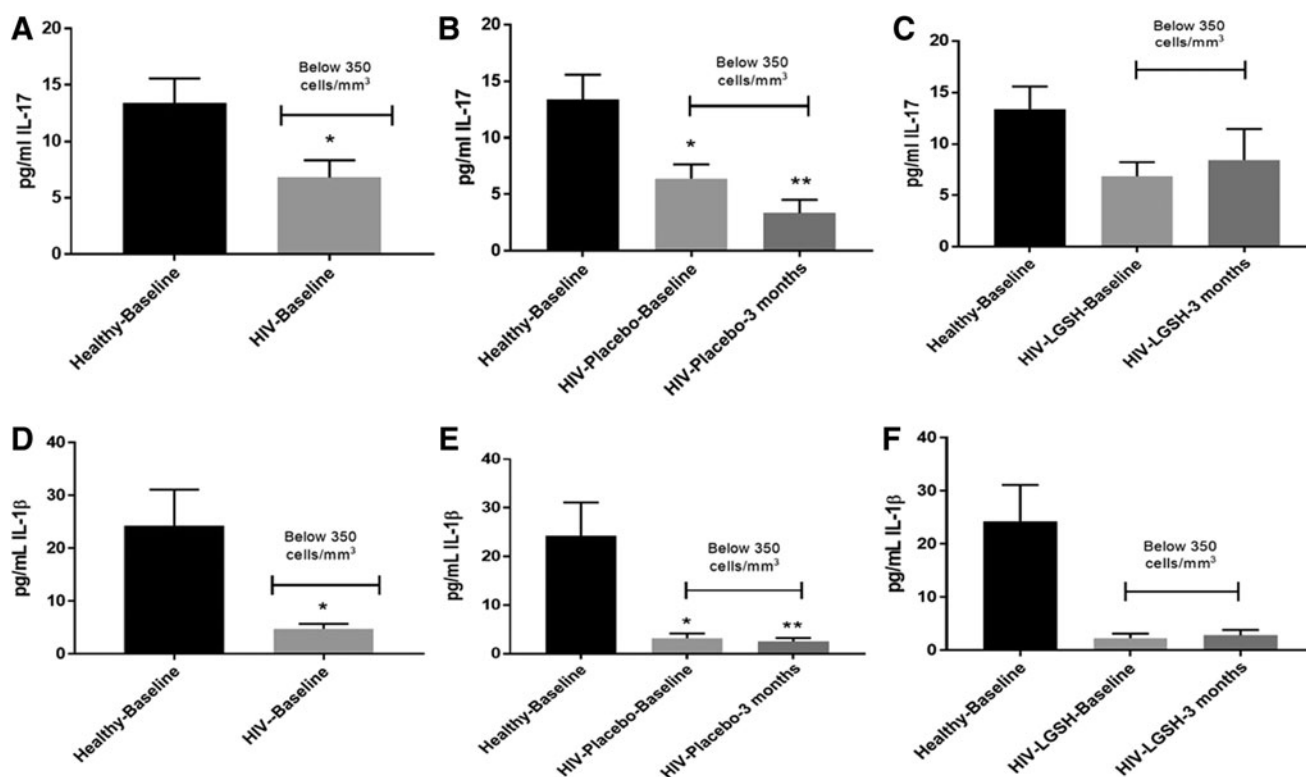 A
20
15
10
5
0
pg/ml IL-17
Below 350
cells/mm³
*
Healthy-Baseline
HIV-Baseline
B
20
15
10
5
0
pg/ml IL-17
Below 350
cells/mm³
*
**
Healthy-Baseline
HIV-Placebo-Baseline
HIV-Placebo-3 months
C
20
15
10
5
0
pg/ml IL-17
Below 350
cells/mm³
Healthy-Baseline
HIV-LGSH-Baseline
HIV-LGSH-3 months
D
40
30
20
10
0
pg/mL IL-1β
Below 350
cells/mm³
*
Healthy-Baseline
HIV--Baseline
E
40
30
20
10
0
pg/mL IL-1β
Below 350
cells/mm³
*
**
Healthy-Baseline
HIV-Placebo-Baseline
HIV-Placebo-3 months
F
40
30
20
10
0
pg/mL IL-1β
Below 350
cells/mm³
Healthy-Baseline
HIV-LGSH-Baseline
HIV-LGSH-3 months